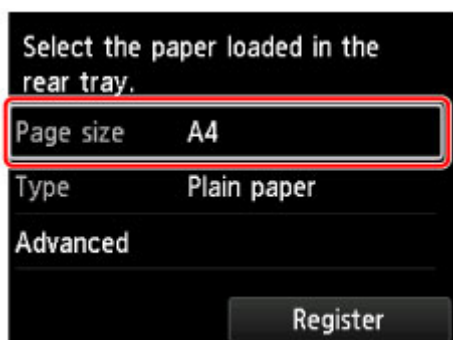 Select the paper loaded in the
rear tray.
Page size A4
Type Plain paper
Advanced
Register